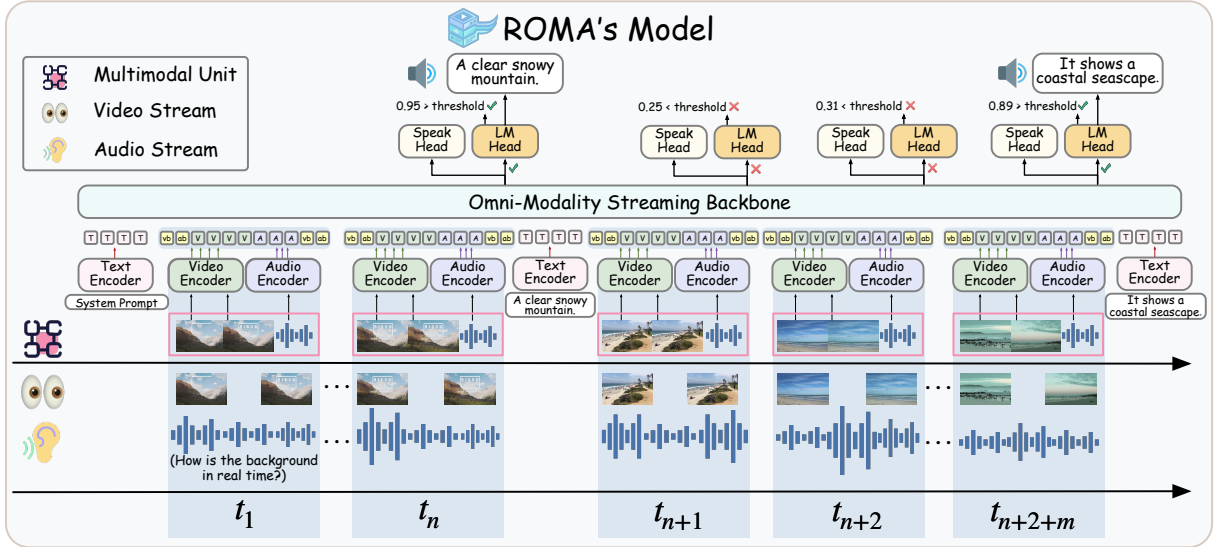 ROMA's Model
Multimodal Unit
Video Stream
Audio Stream
A clear snowy
mountain.
It shows a
coastal seascape.
0.95 > threshold
0.25 < threshold
0.31 < threshold
0.89 > threshold
Speak
Head
LM
Head
Speak
Head
LM
Head
Speak
Head
LM
Head
Speak
Head
LM
Head
Omni-Modality Streaming Backbone
T T T T vb ab V V V V A A A vb ab vb ab V V V V A A A vb ab T T T T vb ab V V V V A A A vb ab vb ab V V V V A A A vb ab vb ab V V V V A A A vb ab T T T T
Text
Encoder
Video
Encoder
Audio
Encoder
Video
Encoder
Audio
Encoder
Text
Encoder
Video
Encoder
Audio
Encoder
Video
Encoder
Audio
Encoder
Video
Encoder
Audio
Encoder
Text
Encoder
System Prompt
A clear snowy
mountain.
It shows a
coastal seascape.
... ...
... ...
(How is the background
in real time?)
t1 tn tn+1 tn+2 tn+2+m